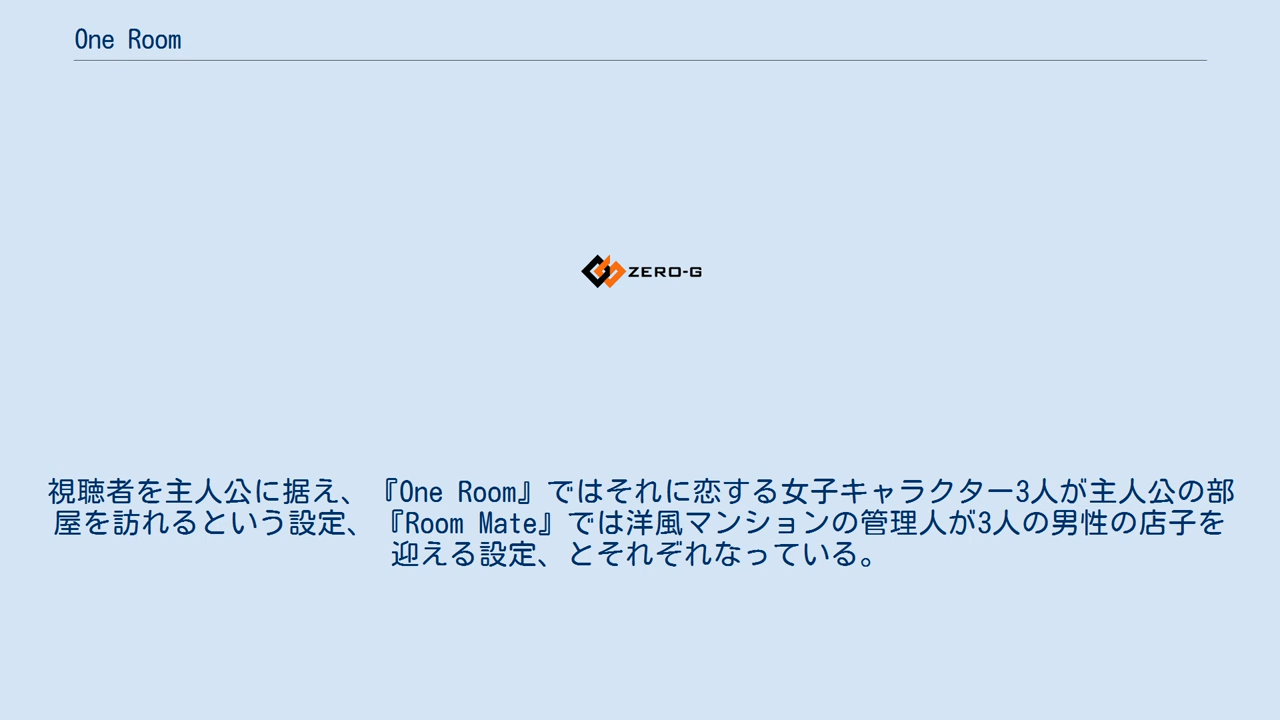 One Room
ZERO-G
視聴者を主人公に据え、『One Room』ではそれに恋する女子キャラクター3人が主人公の部
屋を訪れるという設定、『Room Mate』では洋風マンションの管理人が3人の男性の店子を
迎える設定、とそれぞれなっている。